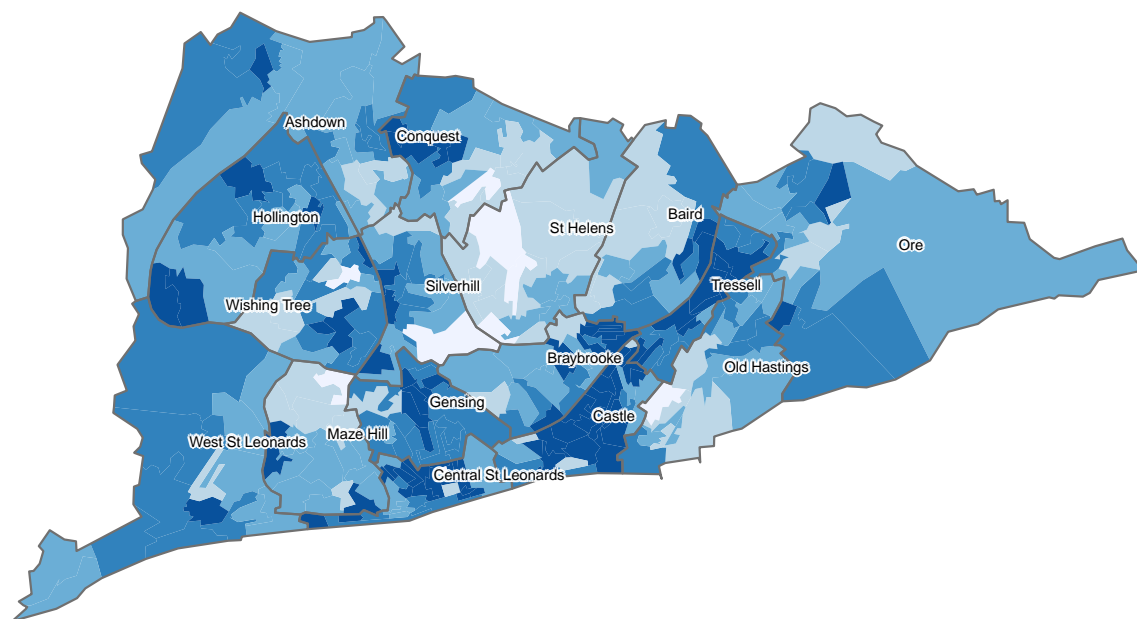 Ashdown
Conquest
Hollington
Baird
St Helens
Ore
Silverhill
Tressell
Wishing Tree
Braybrooke
Old Hastings
Gensing
Castle
Maze Hill
West St Leonards
Central St Leonards